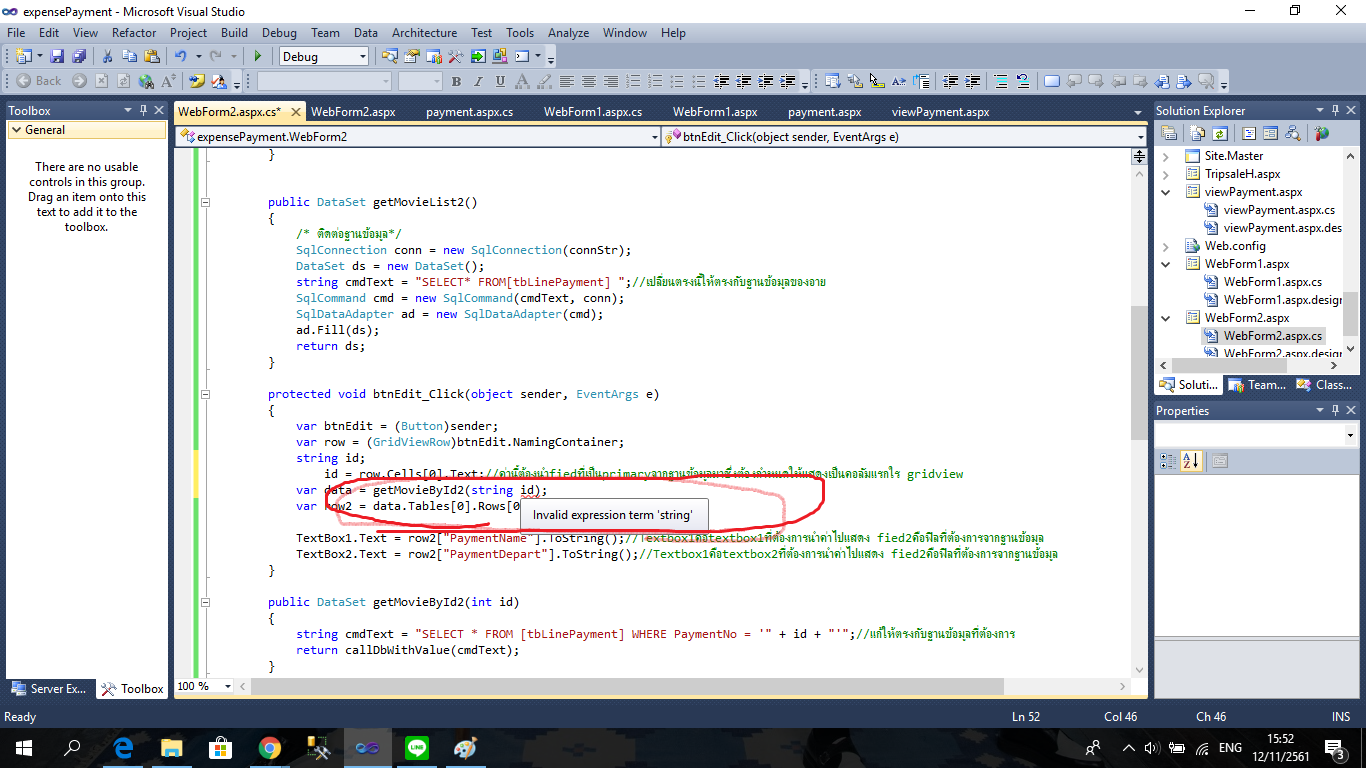 expensePayment - Microsoft Visual Studio
File Edit View Refactor Project Build Debug Team Data Architecture Test Tools Analyze Window Help
Debug
Back
Toolbox
General
There are no usable
controls in this group.
Drag an item onto this
text to add it to the
toolbox.
Server Ex... Toolbox
WebForm2.aspx.cs* WebForm2.aspx payment.aspx.cs WebForm1.aspx.cs WebForm1.aspx payment.aspx viewPayment.aspx
expensePayment.WebForm2 btnEdit_Click(object sender, EventArgs e)
}
public DataSet getMovieList2()
{
/* ติดต่อฐานข้อมูล*/
SqlConnection conn = new SqlConnection(connStr);
DataSet ds = new DataSet();
string cmdText = "SELECT* FROM[tbLinePayment] ";//เปลี่ยนตรงนี้ให้ตรงกับฐานข้อมูลของอาย
SqlCommand cmd = new SqlCommand(cmdText, conn);
SqlDataAdapter ad = new SqlDataAdapter(cmd);
ad.Fill(ds);
return ds;
}
protected void btnEdit_Click(object sender, EventArgs e)
{
var btnEdit = (Button)sender;
var row = (GridViewRow)btnEdit.NamingContainer;
string id;
id = row.Cells[0].Text;//ค่านี้ต้องนำfiedที่เป็นprimaryจากฐานข้อมูลมาซึ่งต้องกำหนดให้แสดงเป็นคอลัมแรกไร gridview
var data = getMovieById2(string id);
var row2 = data.Tables[0].Rows[0
Invalid expression term 'string'
TextBox1.Text = row2["PaymentName"].ToString();//Textbox1คือtextbox1ที่ต้องการนำค่าไปแสดง fied2คือฟิลที่ต้องการจากฐานข้อมูล
TextBox2.Text = row2["PaymentDepart"].ToString();//Textbox1คือtextbox2ที่ต้องการนำค่าไปแสดง fied2คือฟิลที่ต้องการจากฐานข้อมูล
}
public DataSet getMovieById2(int id)
{
string cmdText = "SELECT * FROM [tbLinePayment] WHERE PaymentNo = '" + id + "'";//แก้ให้ตรงกับฐานข้อมูลที่ต้องการ
return callDbWithValue(cmdText);
}
100 %
Solution Explorer
Site.Master
TripsaleH.aspx
viewPayment.aspx
viewPayment.aspx.cs
viewPayment.aspx.des
Web.config
WebForm1.aspx
WebForm1.aspx.cs
WebForm1.aspx.design
WebForm2.aspx
WebForm2.aspx.cs
WebForm2.aspx.design
Soluti... Team... Class...
Properties
Ready Ln 52 Col 46 Ch 46 INS
ENG
15:52
12/11/2561
3